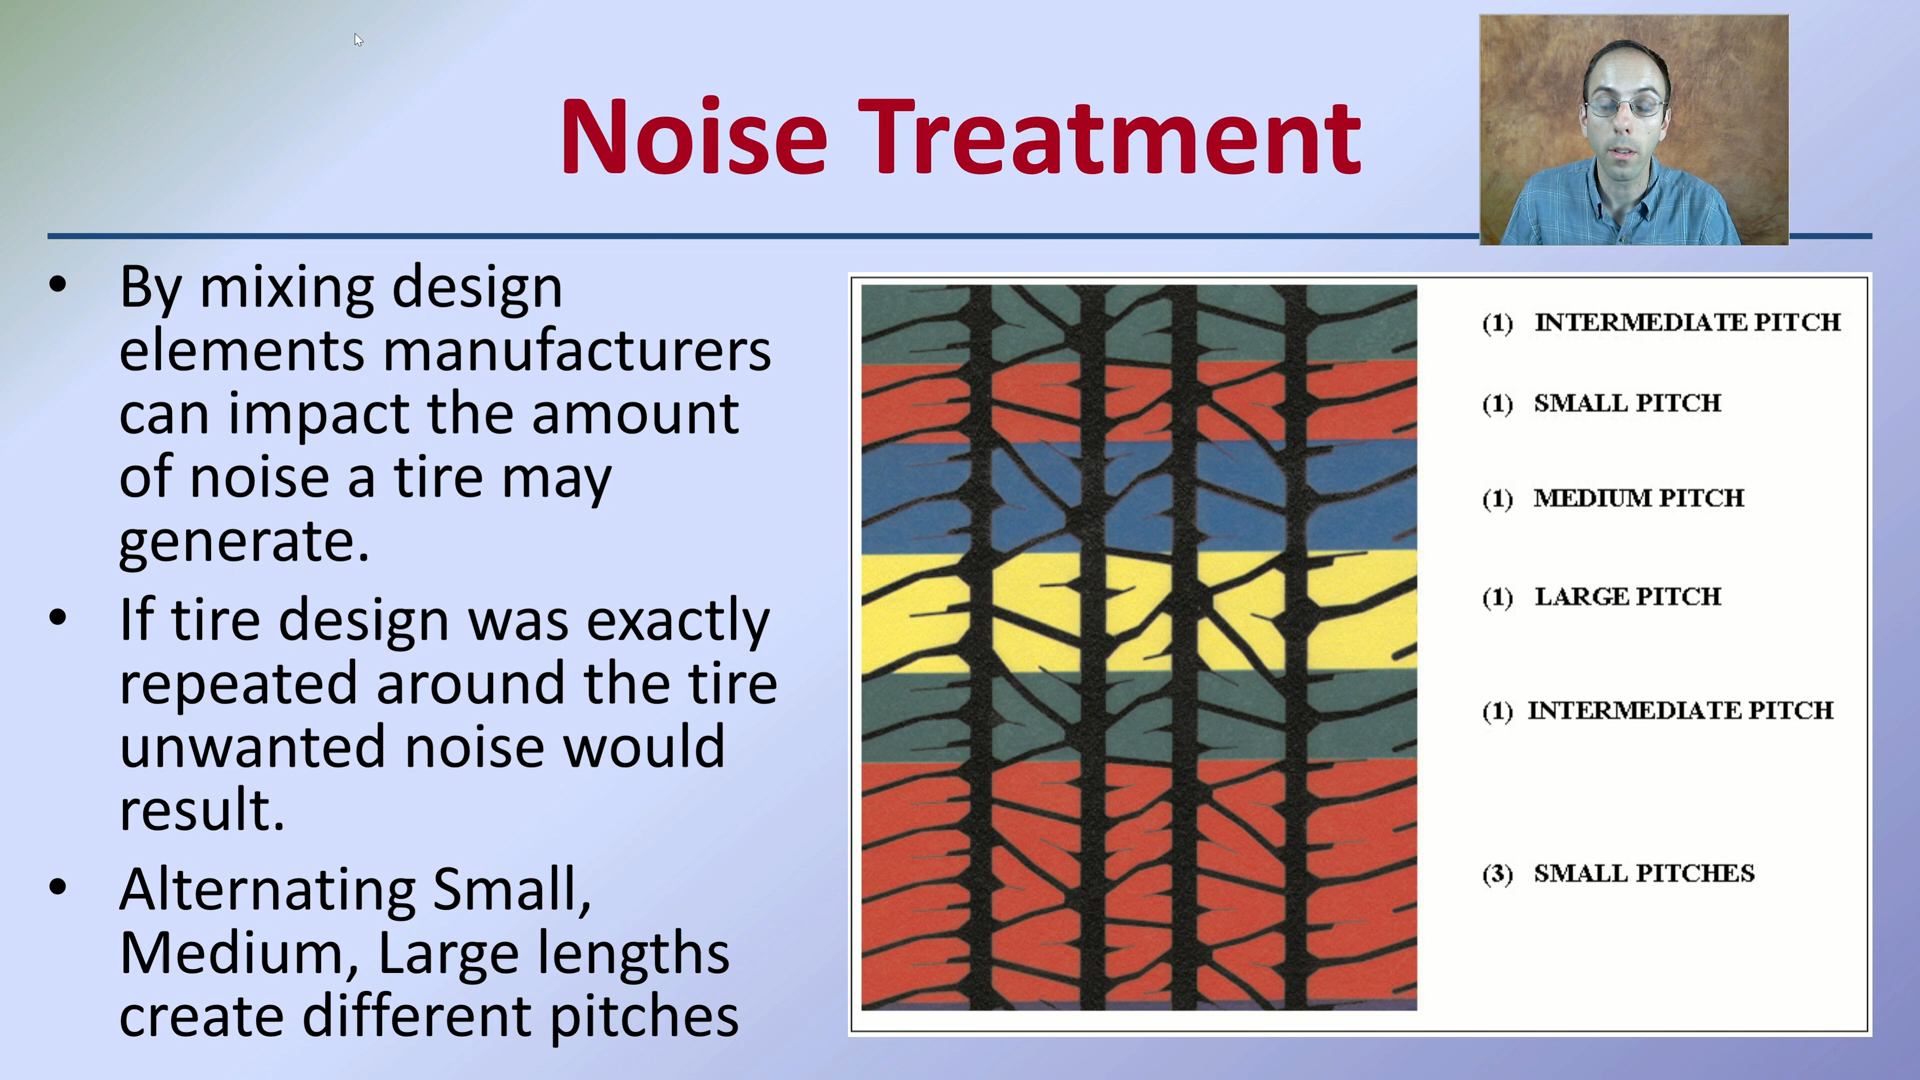 Noise Treatment
• By mixing design
elements manufacturers
can impact the amount
of noise a tire may
generate.
• If tire design was exactly
repeated around the tire
unwanted noise would
result.
• Alternating Small,
Medium, Large lengths
create different pitches
(1) INTERMEDIATE PITCH
(1) SMALL PITCH
(1) MEDIUM PITCH
(1) LARGE PITCH
(1) INTERMEDIATE PITCH
(3) SMALL PITCHES